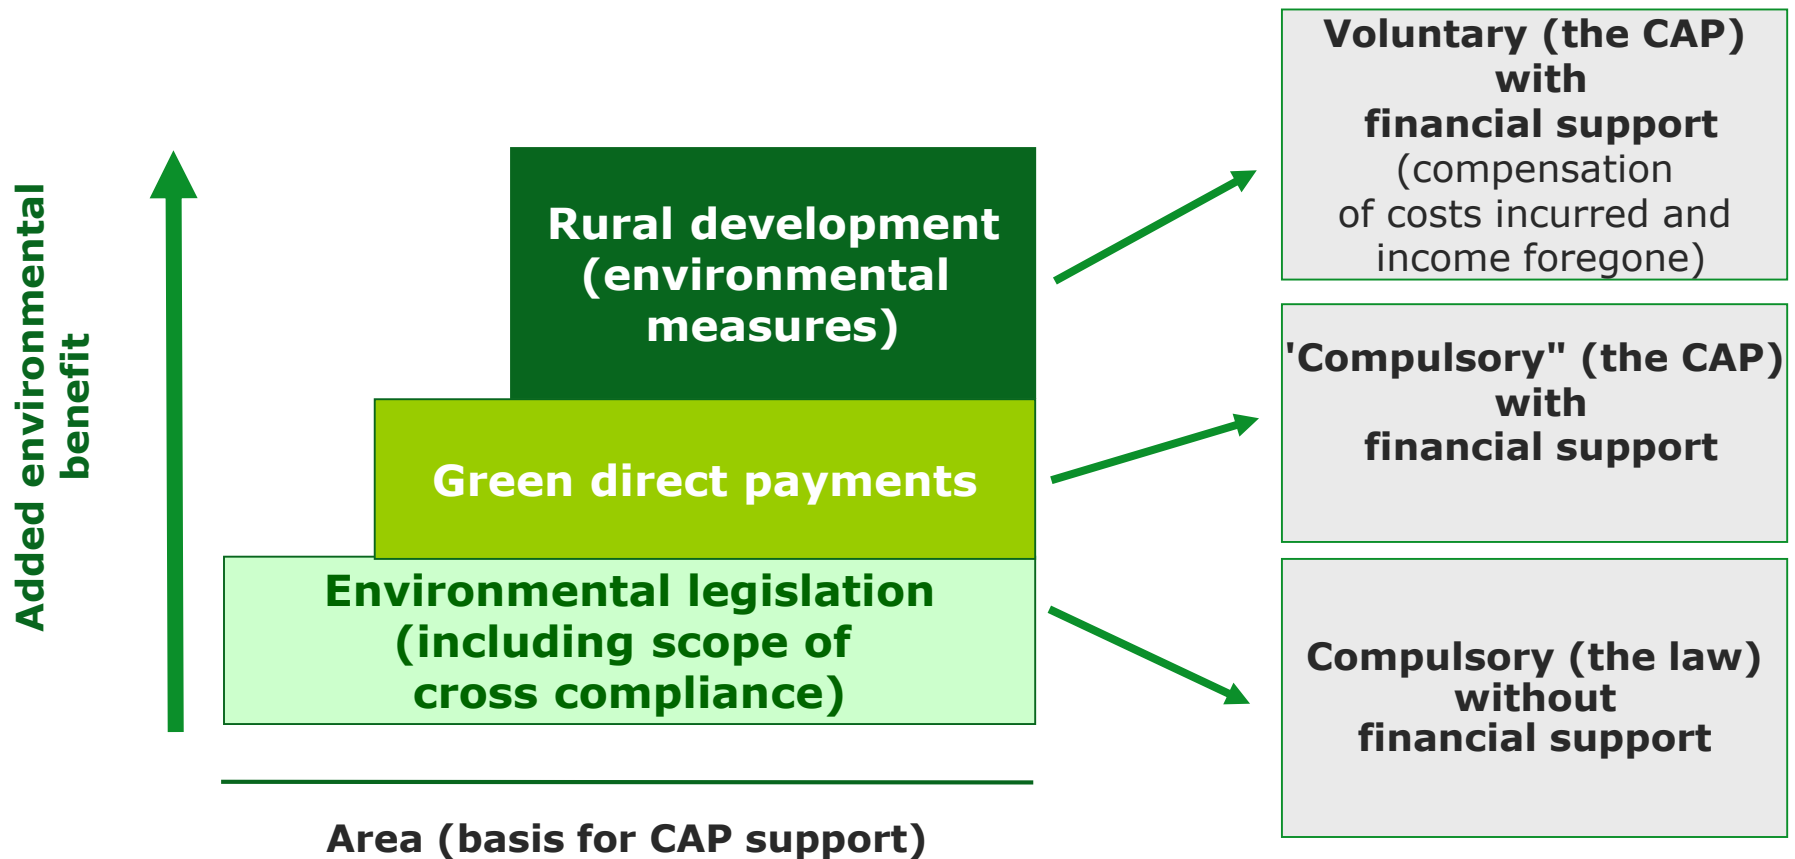 Added environmental
benefit
Rural development
(environmental
measures)
Green direct payments
Environmental legislation
(including scope of
cross compliance)
Area (basis for CAP support)
Voluntary (the CAP)
with
financial support
(compensation
of costs incurred and
income foregone)
'Compulsory" (the CAP)
with
financial support
Compulsory (the law)
without
financial support